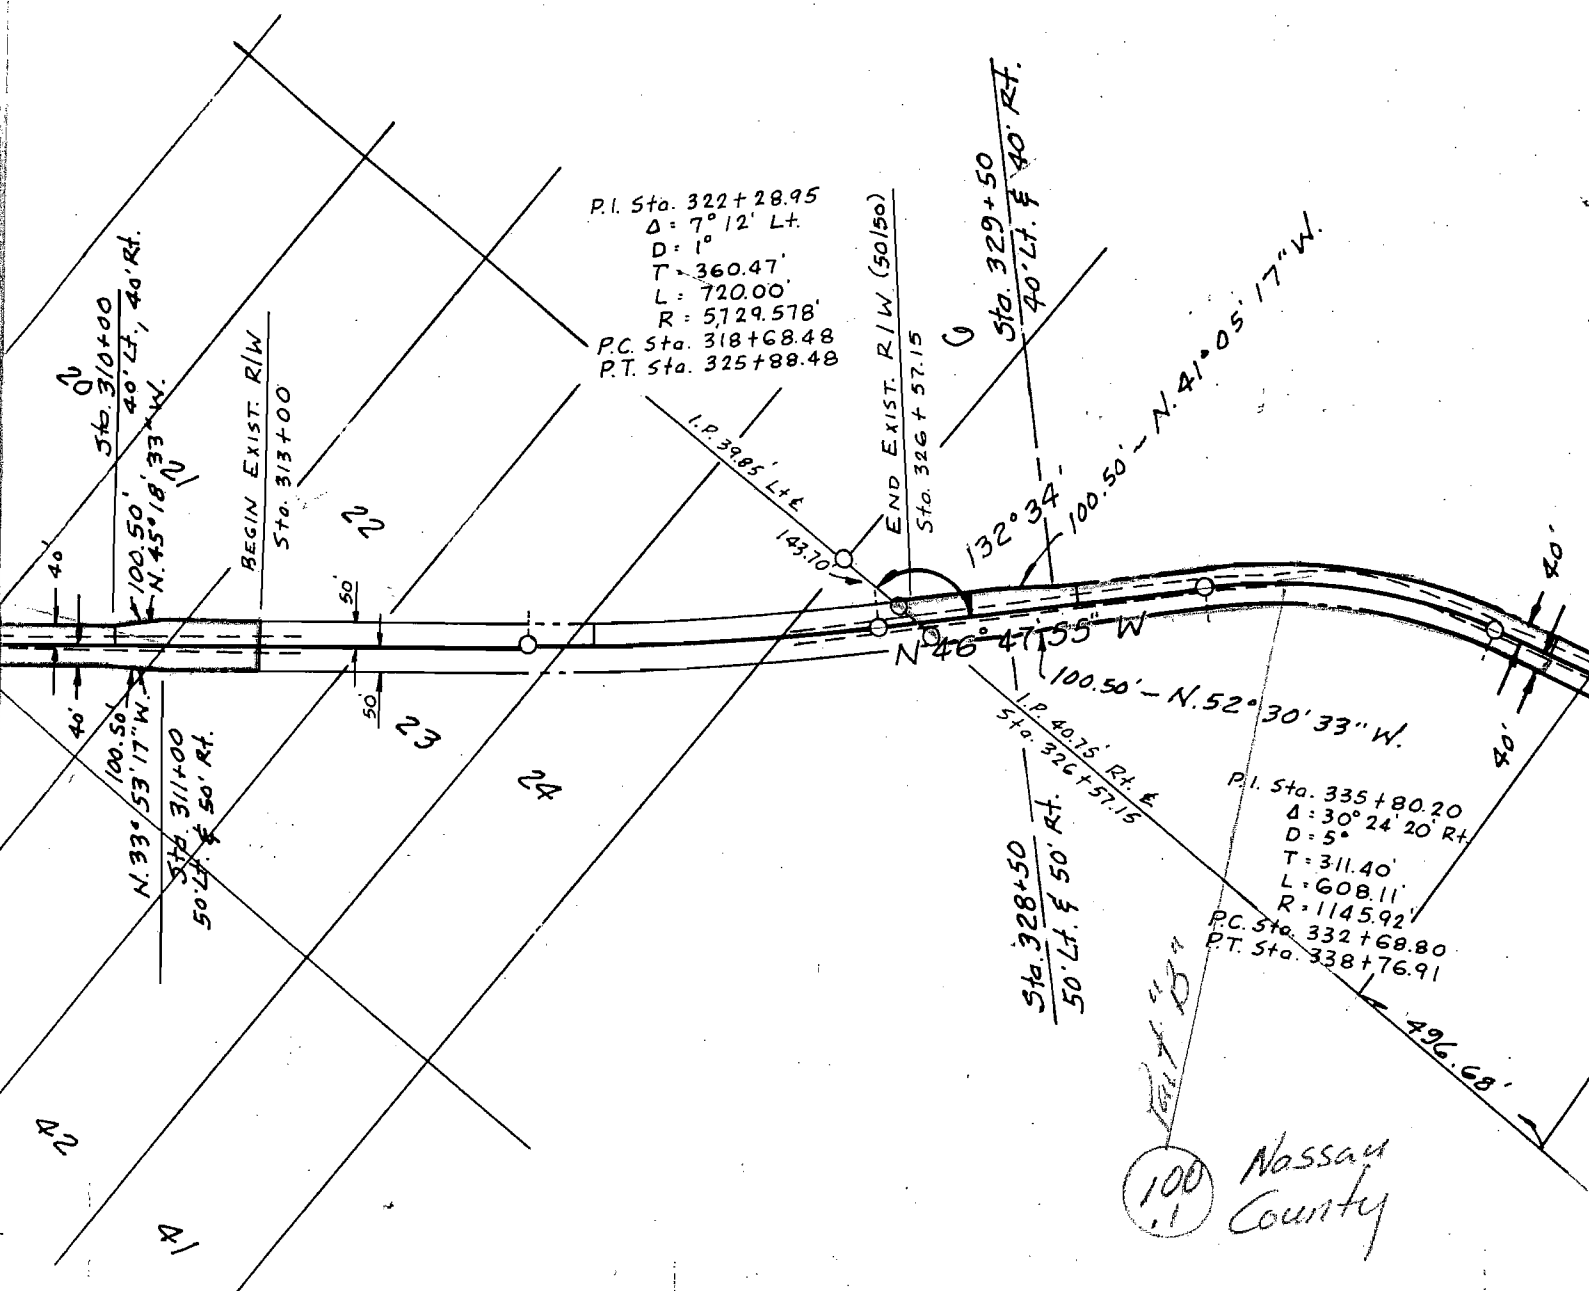 P.I. Sta. 322+28.95
Δ = 7° 12' Lt.
D = 1°
T = 360.47'
L = 720.00'
R = 5,729.578'
P.C. Sta. 318+68.48
P.T. Sta. 325+88.48
20
Sta. 310+00
40' Lt., 40' Rt.
21
100.50'
N. 45° 18' 33" W.
BEGIN EXIST. R/W
Sta. 313+00
22
40'
50'
I.P. 39.85' Lt ℄
143.70'
END EXIST. R/W (50/50)
Sta. 326+57.15
Sta. 329+50
40' Lt. & 40' Rt.
132° 34'
100.50' – N. 41° 05' 17" W.
N 46° 47' 55" W
100.50' – N. 52° 30' 33" W.
40'
40'
40'
100.50'
N. 33° 53' 17" W.
Sta. 311+00
50' Lt. & 50' Rt.
50'
23
24
I.P. 40.75' Rt. ℄
Sta. 326+57.15
Sta. 328+50
50' Lt. & 50' Rt.
P.I. Sta. 335+80.20
Δ = 30° 24' 20" Rt.
D = 5°
T = 311.40'
L = 608.11'
R = 1145.92'
P.C. Sta. 332+68.80
P.T. Sta. 338+76.91
496.68'
42
41
Part "B"
100
.1
Nassau
County